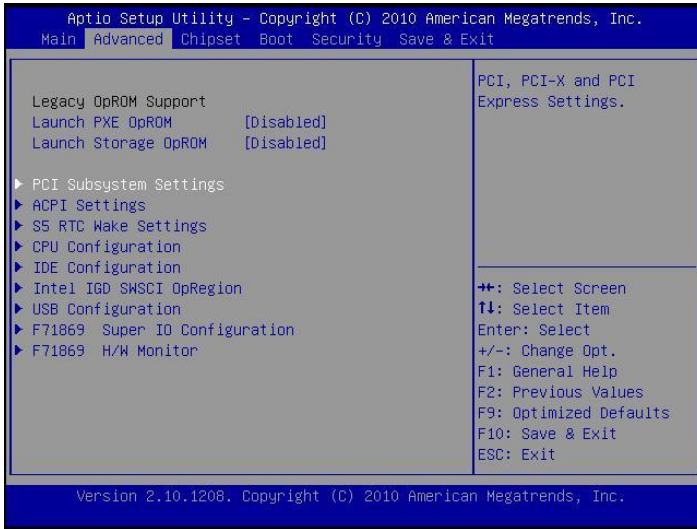 Aptio Setup Utility – Copyright (C) 2010 American Megatrends, Inc.
Main Advanced Chipset Boot Security Save & Exit
Legacy OpROM Support
Launch PXE OpROM [Disabled]
Launch Storage OpROM [Disabled]
▶ PCI Subsystem Settings
▶ ACPI Settings
▶ S5 RTC Wake Settings
▶ CPU Configuration
▶ IDE Configuration
▶ Intel IGD SWSCI OpRegion
▶ USB Configuration
▶ F71869 Super IO Configuration
▶ F71869 H/W Monitor
PCI, PCI-X and PCI
Express Settings.
→←: Select Screen
↑↓: Select Item
Enter: Select
+/-: Change Opt.
F1: General Help
F2: Previous Values
F9: Optimized Defaults
F10: Save & Exit
ESC: Exit
Version 2.10.1208. Copyright (C) 2010 American Megatrends, Inc.